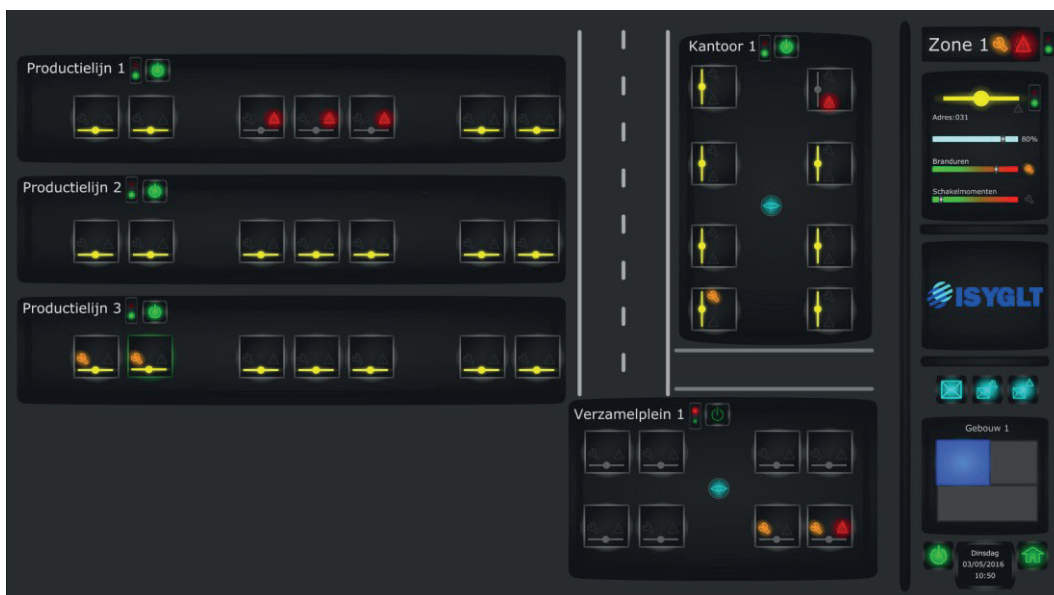 Productielijn 1
Productielijn 2
Productielijn 3
Kantoor 1
Verzamelplein 1
Zone 1
Adres:031
80%
Branduren
Schakelmomenten
ISYGLT
Gebouw 1
Dinsdag
03/05/2016
10:50